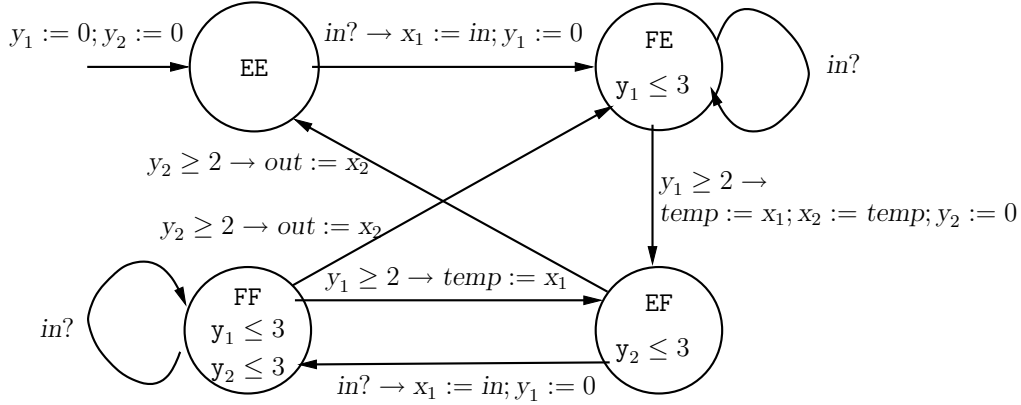 y₁ := 0; y₂ := 0
in? → x₁ := in; y₁ := 0
EE
FE
y₁ ≤ 3
in?
y₂ ≥ 2 → out := x₂
y₁ ≥ 2 →
temp := x₁; x₂ := temp; y₂ := 0
y₂ ≥ 2 → out := x₂
y₁ ≥ 2 → temp := x₁
in?
FF
y₁ ≤ 3
y₂ ≤ 3
EF
y₂ ≤ 3
in? → x₁ := in; y₁ := 0